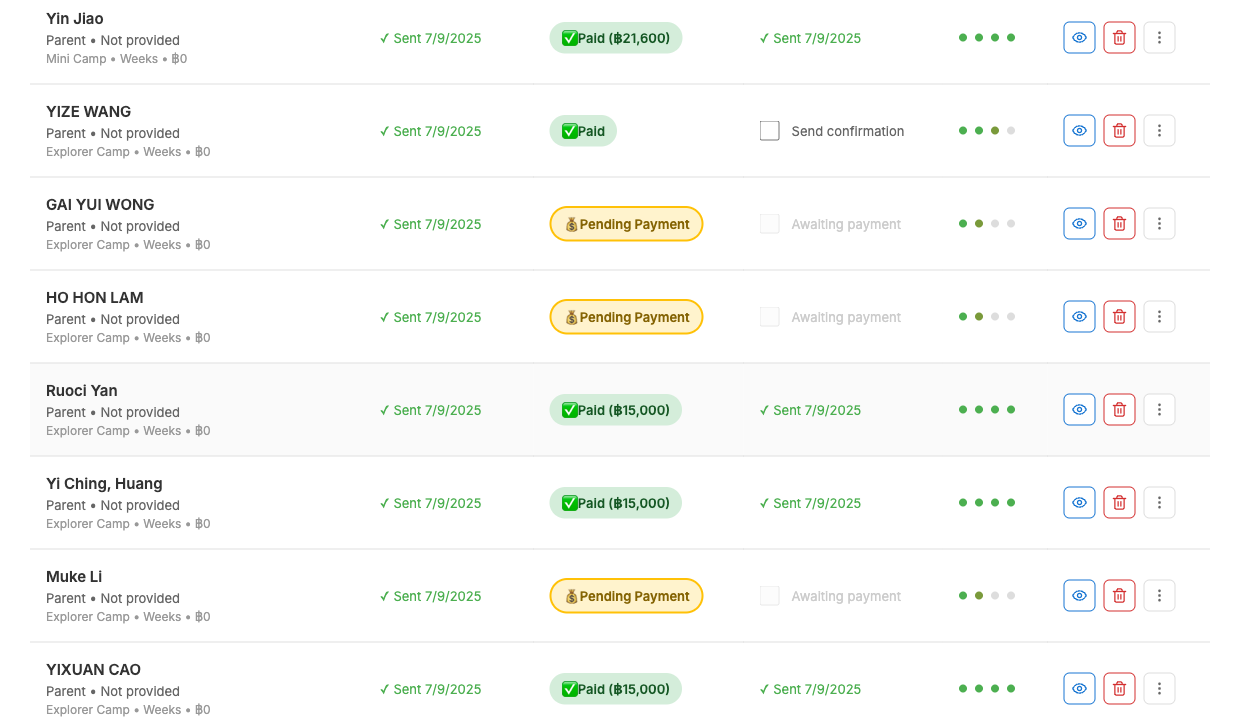 Yin Jiao
Parent • Not provided
Mini Camp • Weeks • ฿0
✓ Sent 7/9/2025
✅Paid (฿21,600)
✓ Sent 7/9/2025
YIZE WANG
Parent • Not provided
Explorer Camp • Weeks • ฿0
✓ Sent 7/9/2025
✅Paid
Send confirmation
GAI YUI WONG
Parent • Not provided
Explorer Camp • Weeks • ฿0
✓ Sent 7/9/2025
💰Pending Payment
Awaiting payment
HO HON LAM
Parent • Not provided
Explorer Camp • Weeks • ฿0
✓ Sent 7/9/2025
💰Pending Payment
Awaiting payment
Ruoci Yan
Parent • Not provided
Explorer Camp • Weeks • ฿0
✓ Sent 7/9/2025
✅Paid (฿15,000)
✓ Sent 7/9/2025
Yi Ching, Huang
Parent • Not provided
Explorer Camp • Weeks • ฿0
✓ Sent 7/9/2025
✅Paid (฿15,000)
✓ Sent 7/9/2025
Muke Li
Parent • Not provided
Explorer Camp • Weeks • ฿0
✓ Sent 7/9/2025
💰Pending Payment
Awaiting payment
YIXUAN CAO
Parent • Not provided
Explorer Camp • Weeks • ฿0
✓ Sent 7/9/2025
✅Paid (฿15,000)
✓ Sent 7/9/2025